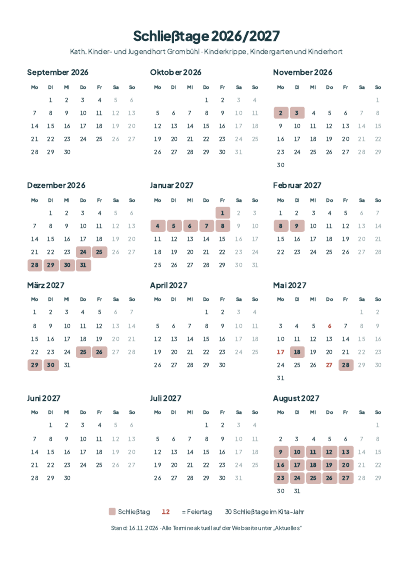 Schließtage 2026/2027
Kath. Kinder- und Jugendhort Grombühl · Kinderkrippe, Kindergarten und Kinderhort
September 2026
Mo Di Mi Do Fr Sa So
1 2 3 4 5 6
7 8 9 10 11 12 13
14 15 16 17 18 19 20
21 22 23 24 25 26 27
28 29 30
Oktober 2026
Mo Di Mi Do Fr Sa So
1 2 3 4
5 6 7 8 9 10 11
12 13 14 15 16 17 18
19 20 21 22 23 24 25
26 27 28 29 30 31
November 2026
Mo Di Mi Do Fr Sa So
1
2 3 4 5 6 7 8
9 10 11 12 13 14 15
16 17 18 19 20 21 22
23 24 25 26 27 28 29
30
Dezember 2026
Mo Di Mi Do Fr Sa So
1 2 3 4 5 6
7 8 9 10 11 12 13
14 15 16 17 18 19 20
21 22 23 24 25 26 27
28 29 30 31
Januar 2027
Mo Di Mi Do Fr Sa So
1 2 3
4 5 6 7 8 9 10
11 12 13 14 15 16 17
18 19 20 21 22 23 24
25 26 27 28 29 30 31
Februar 2027
Mo Di Mi Do Fr Sa So
1 2 3 4 5 6 7
8 9 10 11 12 13 14
15 16 17 18 19 20 21
22 23 24 25 26 27 28
März 2027
Mo Di Mi Do Fr Sa So
1 2 3 4 5 6 7
8 9 10 11 12 13 14
15 16 17 18 19 20 21
22 23 24 25 26 27 28
29 30 31
April 2027
Mo Di Mi Do Fr Sa So
1 2 3 4
5 6 7 8 9 10 11
12 13 14 15 16 17 18
19 20 21 22 23 24 25
26 27 28 29 30
Mai 2027
Mo Di Mi Do Fr Sa So
1 2
3 4 5 6 7 8 9
10 11 12 13 14 15 16
17 18 19 20 21 22 23
24 25 26 27 28 29 30
31
Juni 2027
Mo Di Mi Do Fr Sa So
1 2 3 4 5 6
7 8 9 10 11 12 13
14 15 16 17 18 19 20
21 22 23 24 25 26 27
28 29 30
Juli 2027
Mo Di Mi Do Fr Sa So
1 2 3 4
5 6 7 8 9 10 11
12 13 14 15 16 17 18
19 20 21 22 23 24 25
26 27 28 29 30 31
August 2027
Mo Di Mi Do Fr Sa So
1
2 3 4 5 6 7 8
9 10 11 12 13 14 15
16 17 18 19 20 21 22
23 24 25 26 27 28 29
30 31
Schließtag 12 = Feiertag 30 Schließtage im Kita-Jahr
Stand: 16.11.2026 · Alle Termine aktuell auf der Webseite unter „Aktuelles"